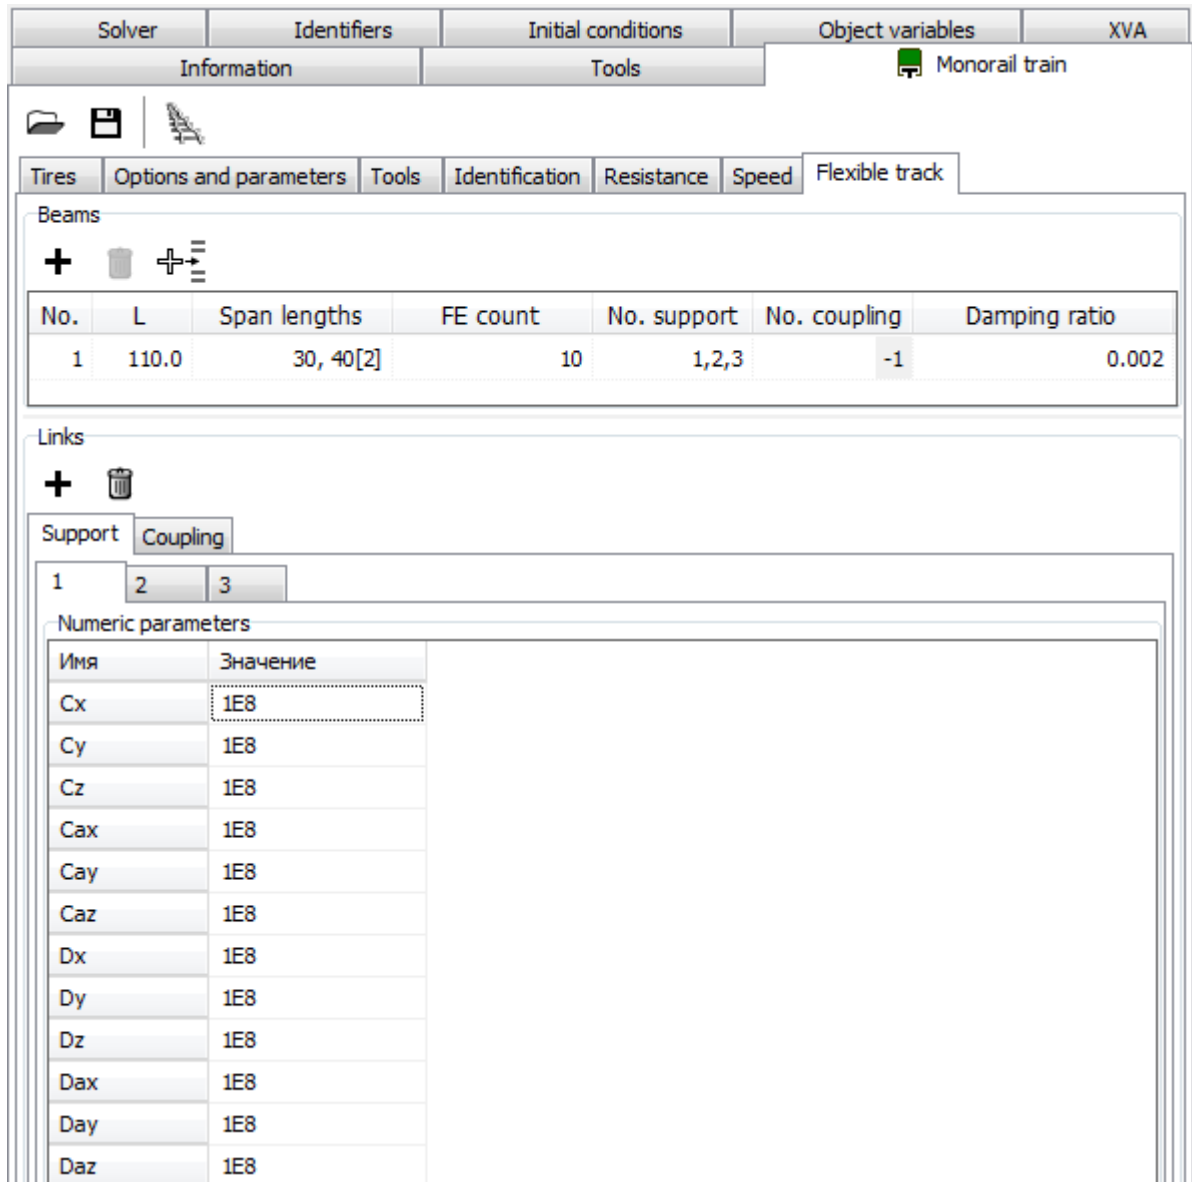 Solver Identifiers Initial conditions Object variables XVA
Information Tools Monorail train
Tires Options and parameters Tools Identification Resistance Speed Flexible track
Beams
No. L Span lengths FE count No. support No. coupling Damping ratio
1 110.0 30, 40[2] 10 1,2,3 -1 0.002
Links
Support Coupling
1 2 3
Numeric parameters
Имя Значение
Cx 1E8
Cy 1E8
Cz 1E8
Cax 1E8
Cay 1E8
Caz 1E8
Dx 1E8
Dy 1E8
Dz 1E8
Dax 1E8
Day 1E8
Daz 1E8